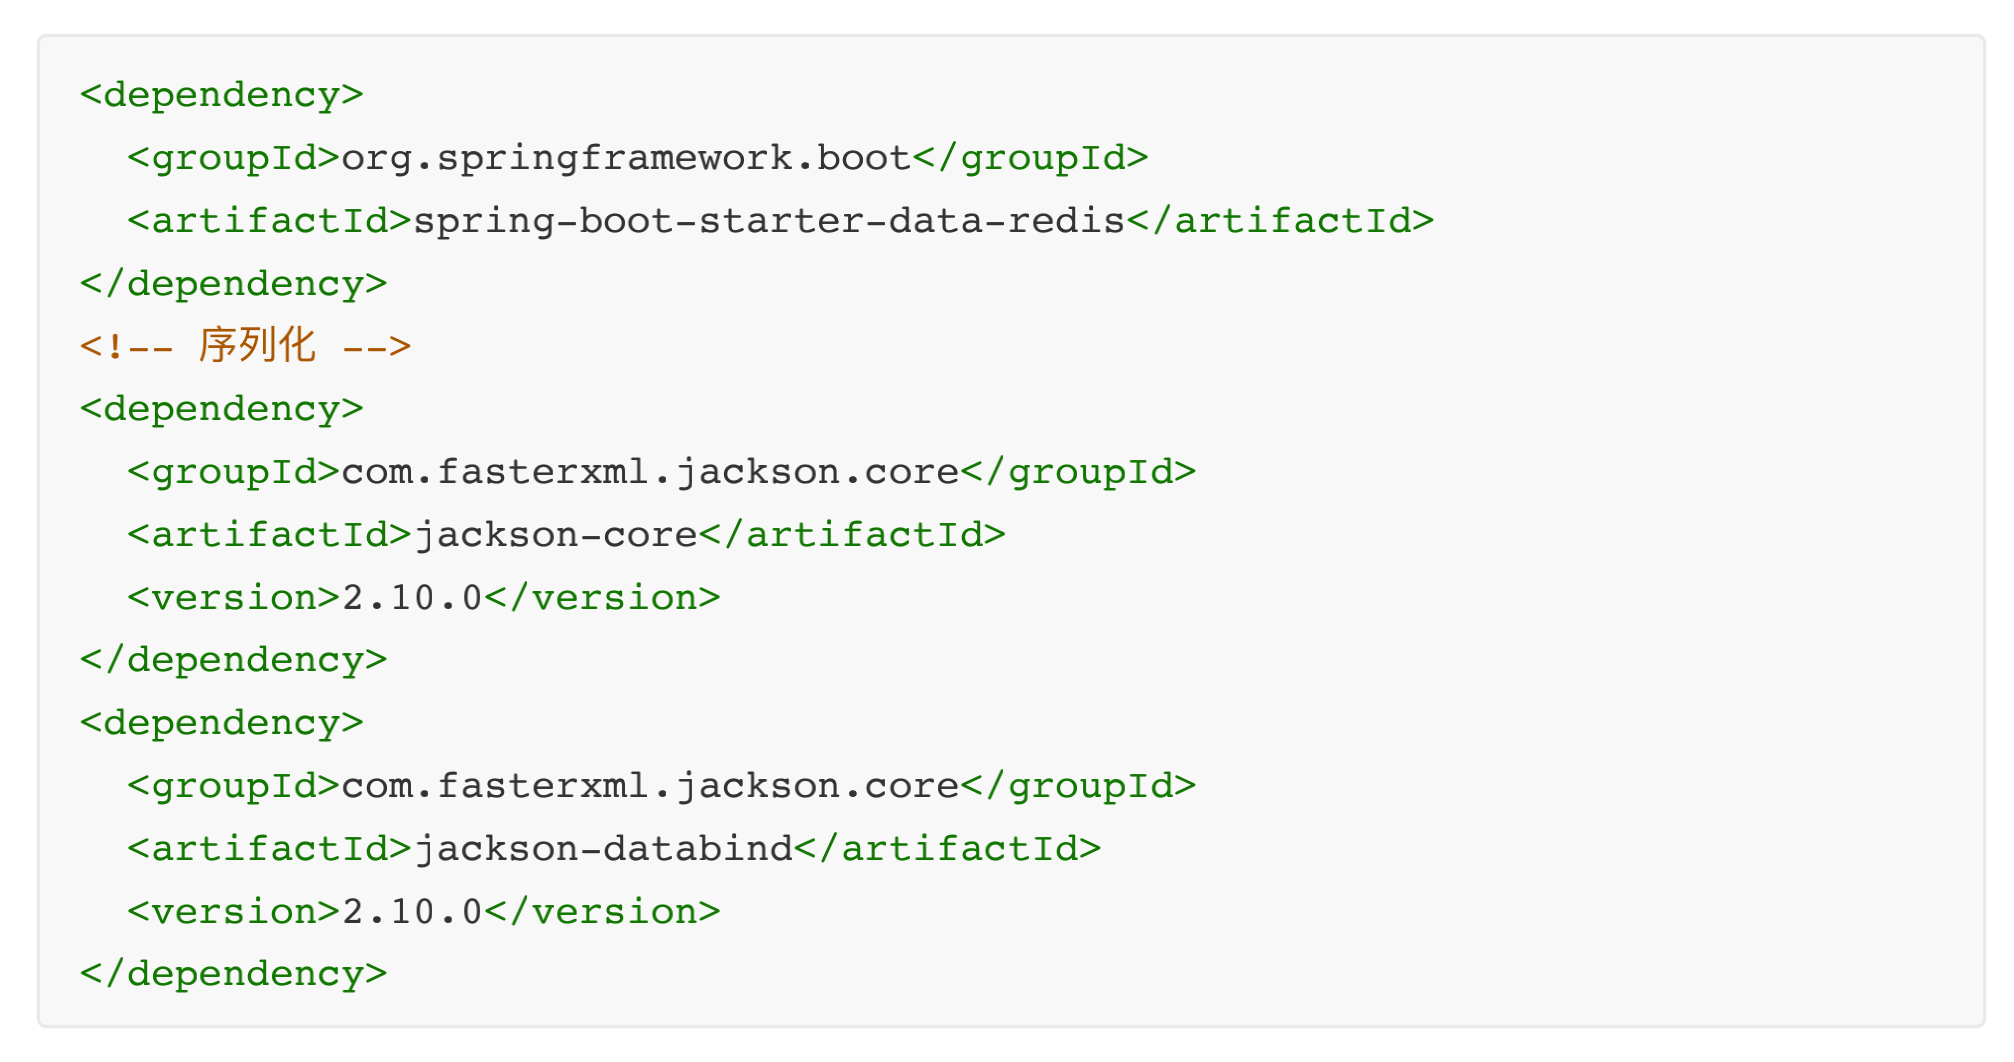 <dependency>
  <groupId>org.springframework.boot</groupId>
  <artifactId>spring-boot-starter-data-redis</artifactId>
</dependency>
<!-- 序列化 -->
<dependency>
  <groupId>com.fasterxml.jackson.core</groupId>
  <artifactId>jackson-core</artifactId>
  <version>2.10.0</version>
</dependency>
<dependency>
  <groupId>com.fasterxml.jackson.core</groupId>
  <artifactId>jackson-databind</artifactId>
  <version>2.10.0</version>
</dependency>